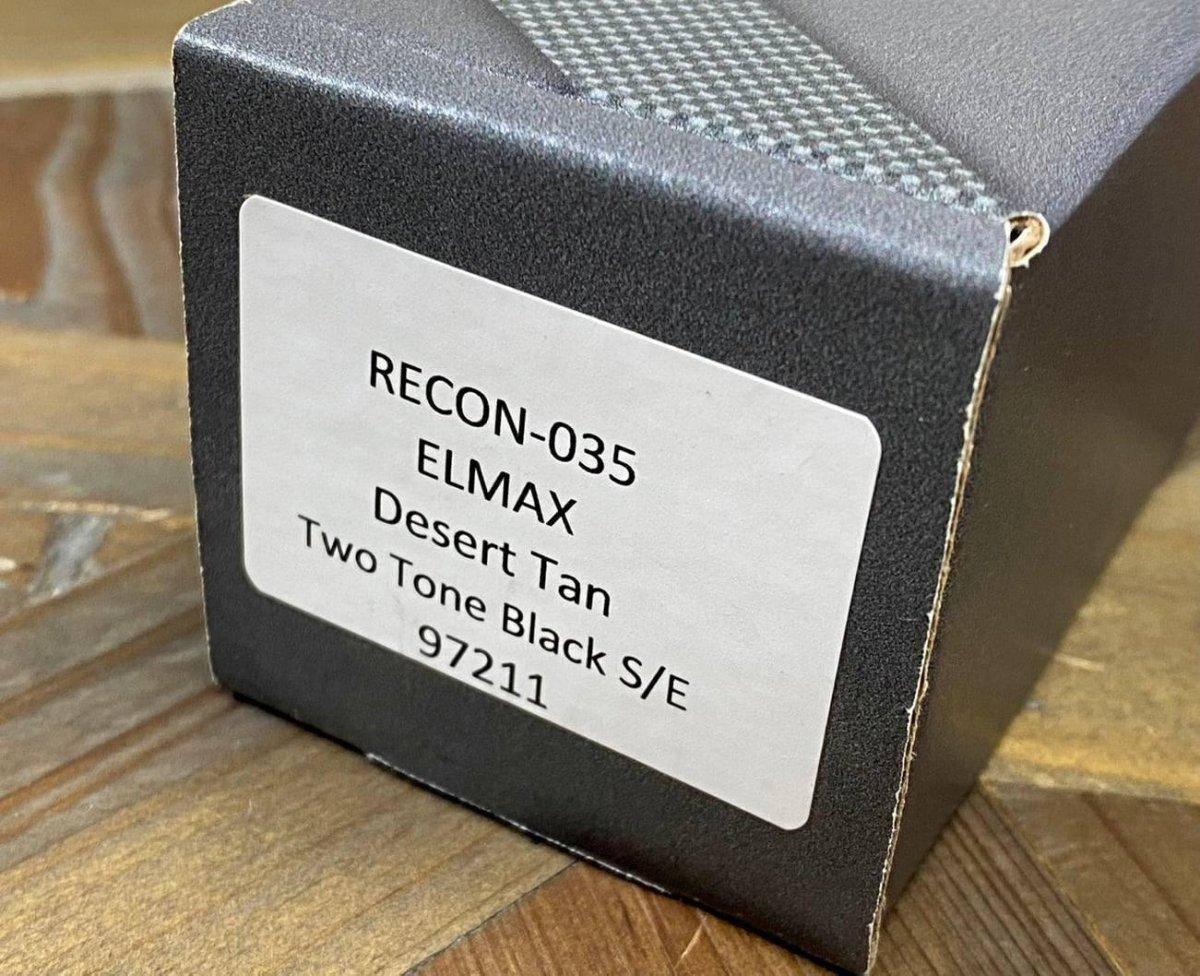 RECON-035
ELMAX
Desert Tan
Two Tone Black S/E
97211